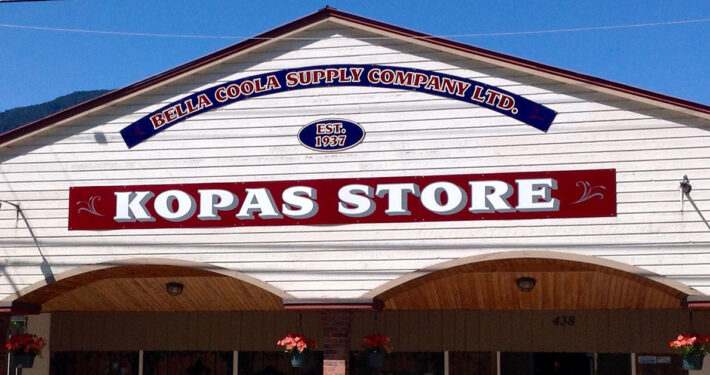 BELLA COOLA SUPPLY COMPANY LTD.
EST.
1937
KOPAS STORE
438